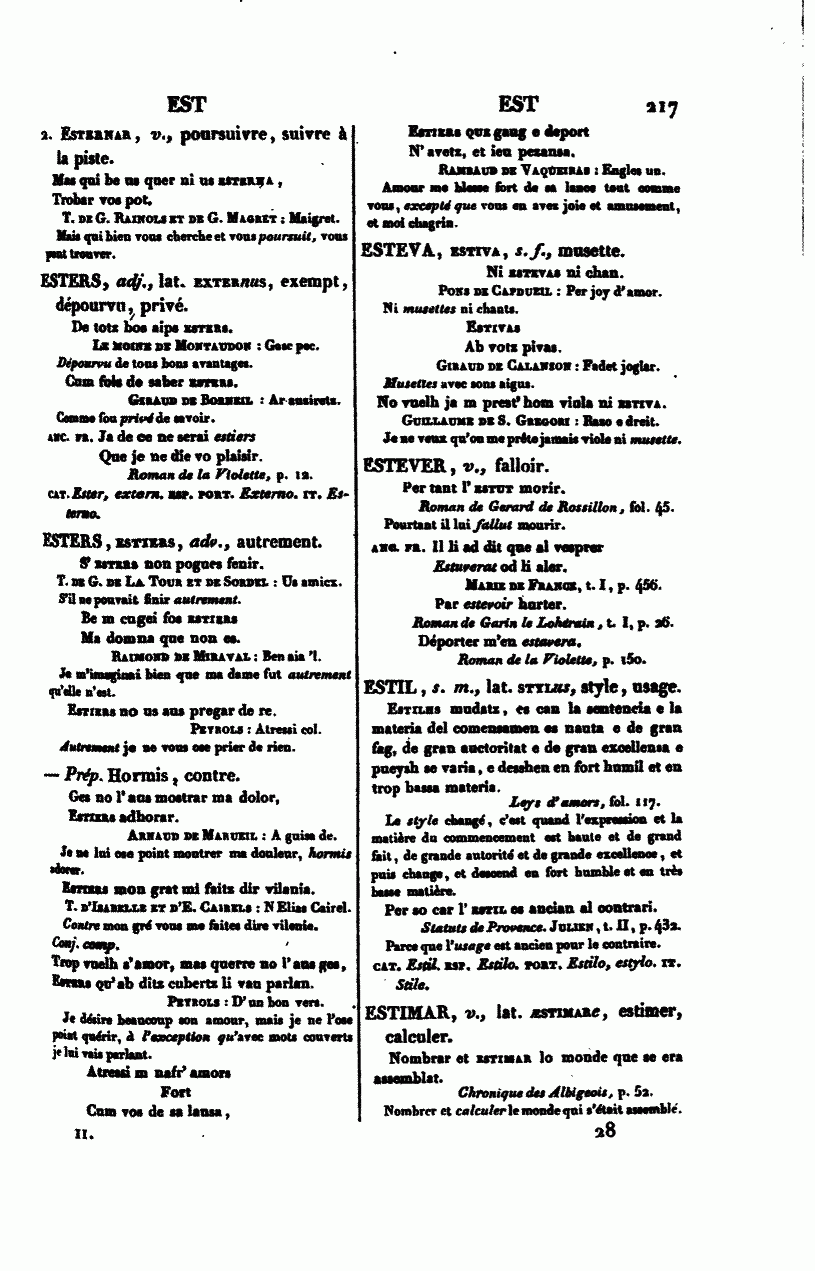 EST
2. ESTERNAR, v., poursuivre, suivre à
la piste.
Mas qui be us quer ni us ESTERNA,
Trobar vos pot.
T. DE G. RAINOLS ET DE G. MAGRET : Maigret.
Mais qui bien vous cherche et vous poursuit, vous
peut trouver.
ESTERS, adj., lat. EXTERNUS, exempt,
dépourvu, privé.
De totz bos aips ESTERS.
LE MOINE DE MONTAUDON : Gasc pec.
Dépourvu de tous bons avantages.
Cum fols de saber ESTERS.
GIRAUD DE BORNEIL : Ar ausirets.
Comme fou privé de savoir.
ANC. FR. Ja de ce ne serai estiers
Que je ne die vo plaisir.
Roman de la Violette, p. 12.
CAT. Ester, extern. ESP. PORT. Externo. IT. Es-
terno.
ESTERS, ESTIERS, adv., autrement.
S' ESTERS non pogues fenir.
T. DE G. DE LA TOUR ET DE SORDEL : Us amicx.
S'il ne pouvait finir autrement.
Be m cugei fos ESTIERS
Ma domna que non es.
RAIMOND DE MIRAVAL : Ben aia 'l.
Je m'imaginai bien que ma dame fut autrement
qu'elle n'est.
ESTIERS no us aus pregar de re.
PEYROLS : Atressi col.
Autrement je ne vous ose prier de rien.
— Prép. Hormis, contre.
Ges no l' aus mostrar ma dolor,
ESTIERS adhorar.
ARNAUD DE MARUEIL : A guisa de.
Je ne lui ose point montrer ma douleur, hormis
adorer.
ESTIERS mon grat mi faitz dir vilania.
T. D'ISABELLE ET D'E. CAIRELS : N Elias Cairel.
Contre mon gré vous me faites dire vilenie.
Conj. comp.
Trop vuelh s'amor, mas querre no l' aus ges,
ESTERS qu'ab ditz cubertz li vau parlan.
PEYROLS : D' un bon vers.
Je désire beaucoup son amour, mais je ne l'ose
point quérir, à l'exception qu'avec mots couverts
je lui vais parlant.
Atressi m nafr' amors
Fort
Cum vos de sa lansa,
II.
EST 217
ESTIERS QUE gaug e deport
N' avetz, et ieu pezansa.
RAMBAUD DE VAQUEIRAS : Engles un.
Amour me blesse fort de sa lance tout comme
vous, excepté que vous en avez joie et amusement,
et moi chagrin.
ESTEVA, ESTIVA, s. f., musette.
Ni ESTEVAS ni chan.
PONS DE CAPDUEIL : Per joy d'amor.
Ni musettes ni chants.
ESTIVAS
Ab votz pivas.
GIRAUD DE CALANSON : Fadet joglar.
Musettes avec sons aigus.
No vuelh ja m prest' hom viula ni ESTIVA.
GUILLAUME DE S. GREGORI : Razo e dreit.
Je ne veux qu'on me prête jamais viole ni musette.
ESTEVER, v., falloir.
Per tant l' ESTUT morir.
Roman de Gerard de Rossillon, fol. 45.
Pourtant il lui fallut mourir.
ANC. FR. Il li ad dit que al vesprer
Estuverat od li aler.
MARIE DE FRANCE, t. I, p. 456.
Par estevoir hurter.
Roman de Garin le Lohérain, t. I, p. 26.
Déporter m'en estavera.
Roman de la Violette, p. 150.
ESTIL, s. m., lat. STYLUS, style, usage.
ESTILHS mudatz, es can la sentencia e la
materia del comensamen es nauta e de gran
fag, de gran auctoritat e de gran excellensa e
pueysh se varia, e deshen en fort humil et en
trop bassa materia.
Leys d'amors, fol. 117.
Le style changé, c'est quand l'expression et la
matière du commencement est haute et de grand
fait, de grande autorité et de grande excellence, et
puis change, et descend en fort humble et en très
basse matière.
Per so car l' ESTIL es ancian al contrari.
Statuts de Provence. JULIEN, t. II, p. 432.
Parce que l'usage est ancien pour le contraire.
CAT. Estil. ESP. Estilo. PORT. Estilo, estylo. IT.
Stile.
ESTIMAR, v., lat. ÆSTIMARE, estimer,
calculer.
Nombrar et ESTIMAR lo monde que se era
assemblat.
Chronique des Albigeois, p. 52.
Nombrer et calculer le monde qui s'était assemblé.
28